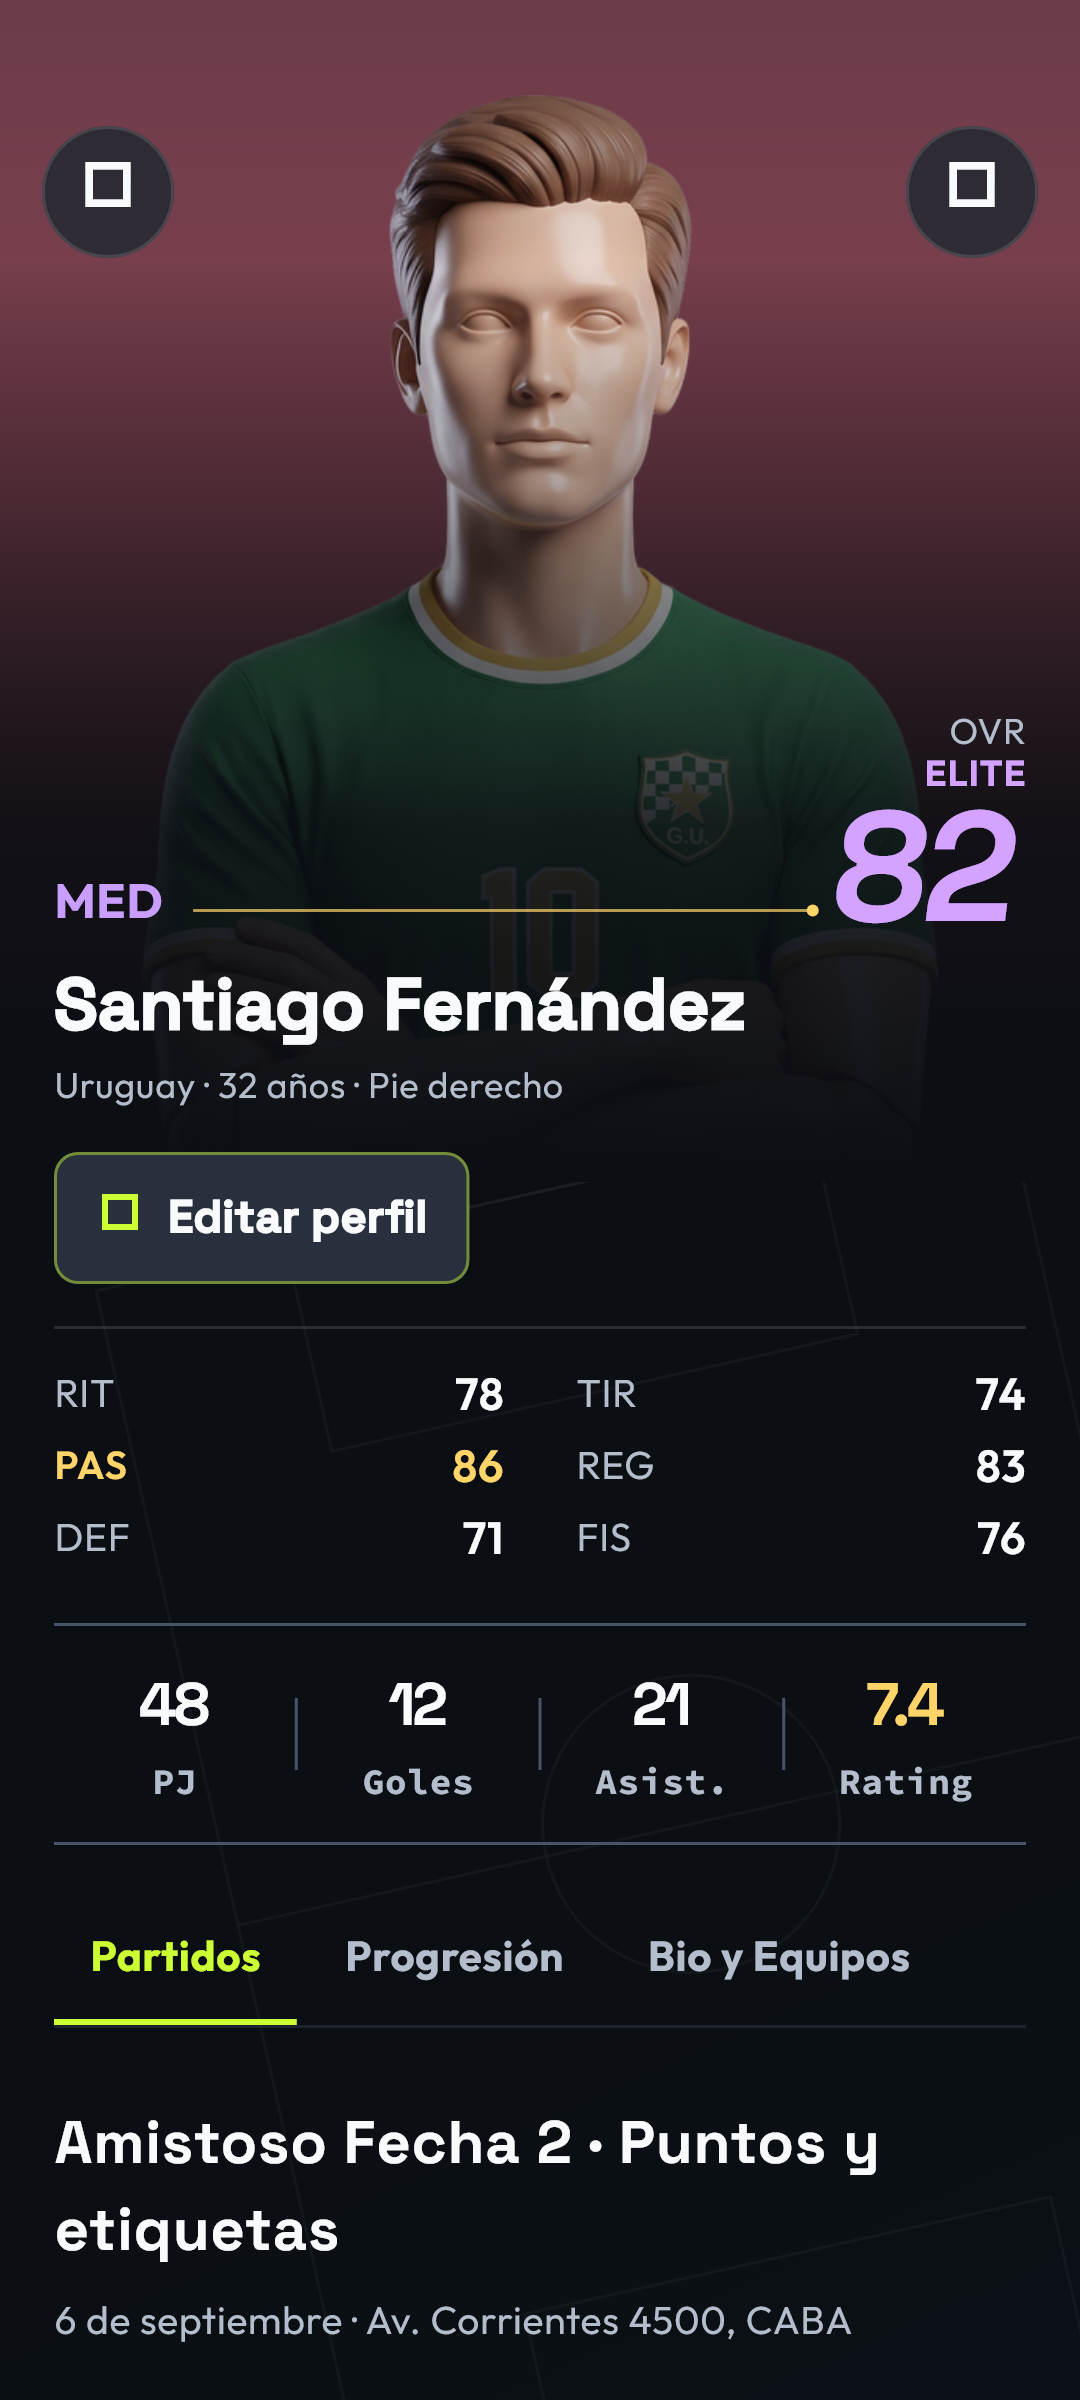 OVR
ELITE
82
MED
G.U.
10
Santiago Fernández
Uruguay · 32 años · Pie derecho
Editar perfil
RIT 78 TIR 74
PAS 86 REG 83
DEF 71 FIS 76
48 12 21 7.4
PJ Goles Asist. Rating
Partidos Progresión Bio y Equipos
Amistoso Fecha 2 · Puntos y
etiquetas
6 de septiembre · Av. Corrientes 4500, CABA